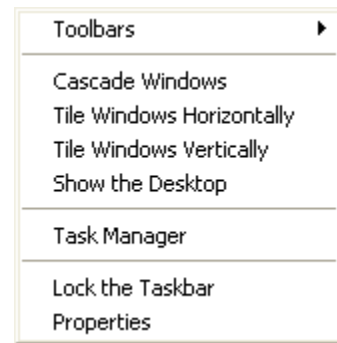 Toolbars
Cascade Windows
Tile Windows Horizontally
Tile Windows Vertically
Show the Desktop
Task Manager
Lock the Taskbar
Properties